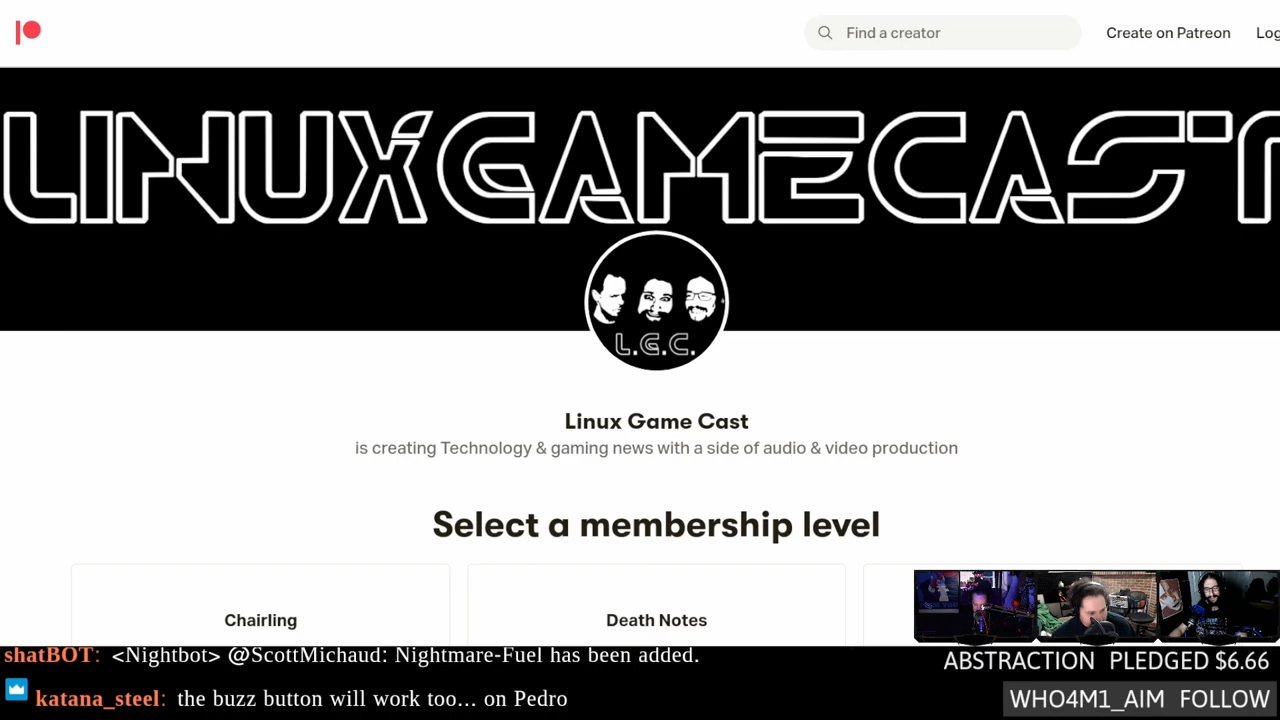 Find a creator
Create on Patreon
Log
LINUXGAMECAST
L.G.C.
Linux Game Cast
is creating Technology & gaming news with a side of audio & video production
Select a membership level
Chairling
Death Notes
shatBOT: <Nightbot> @ScottMichaud: Nightmare-Fuel has been added.
ABSTRACTION PLEDGED $6.66
katana_steel: the buzz button will work too... on Pedro
WHO4M1_AIM FOLLOW